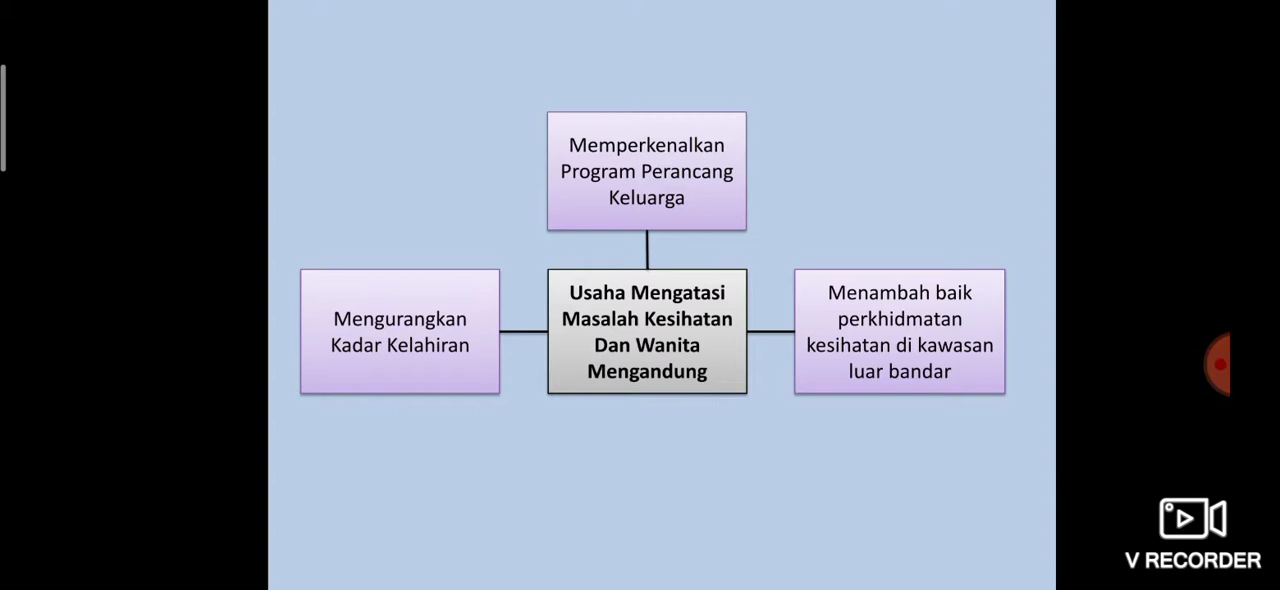 Memperkenalkan
Program Perancang
Keluarga
Mengurangkan
Kadar Kelahiran
Usaha Mengatasi
Masalah Kesihatan
Dan Wanita
Mengandung
Menambah baik
perkhidmatan
kesihatan di kawasan
luar bandar
V RECORDER